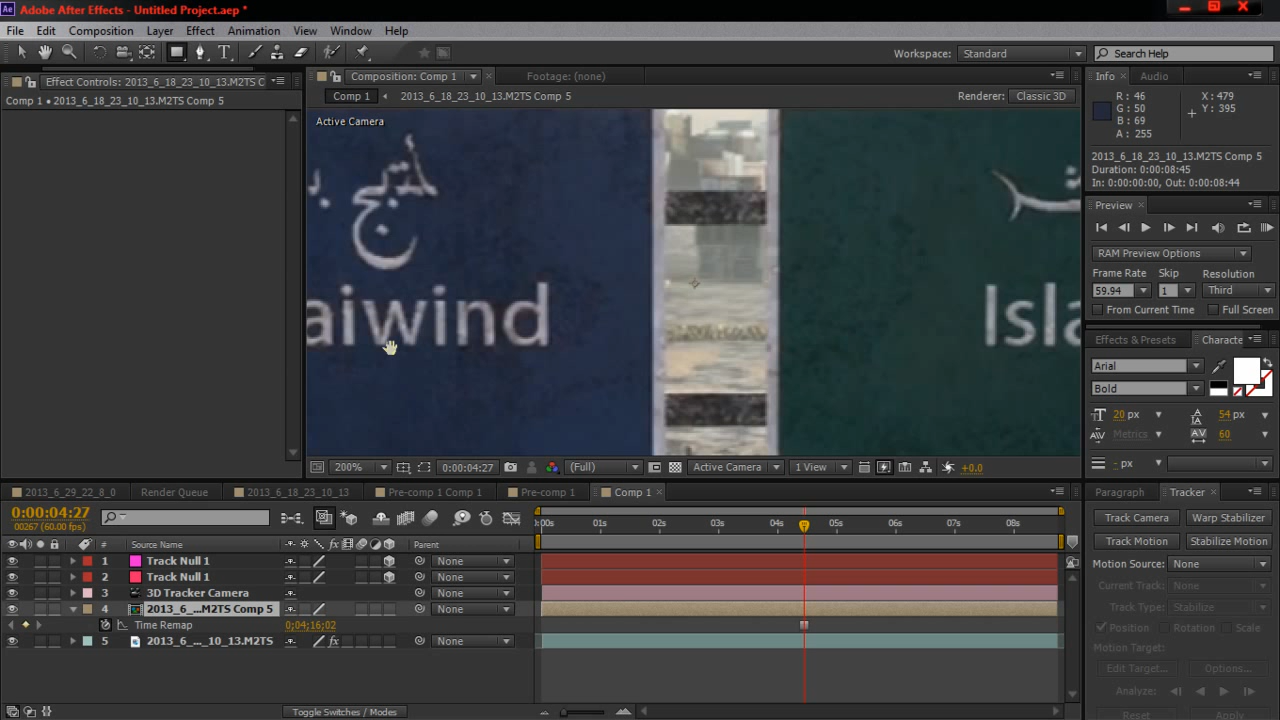 Adobe After Effects - Untitled Project.aep *
File Edit Composition Layer Effect Animation View Window Help
Workspace: Standard
Search Help
Effect Controls: 2013_6_18_23_10_13.M2TS C
Comp 1 • 2013_6_18_23_10_13.M2TS Comp 5
Composition: Comp 1
Footage: (none)
Comp 1
2013_6_18_23_10_13.M2TS Comp 5
Renderer: Classic 3D
Active Camera
aiwind
Isla
200%
0:00:04:27
(Full)
Active Camera
1 View
+0.0
Info Audio
R : 46
G : 50
B : 69
A : 255
X : 479
Y : 395
2013_6_18_23_10_13.M2TS Comp 5
Duration: 0:00:08:45
In: 0:00:00:00, Out: 0:00:08:44
Preview
RAM Preview Options
Frame Rate Skip Resolution
59.94 1 Third
From Current Time Full Screen
Effects & Presets Characte
Arial
Bold
20 px 54 px
Metrics 60
- px
2013_6_29_22_8_0 Render Queue 2013_6_18_23_10_13 Pre-comp 1 Comp 1 Pre-comp 1 Comp 1
0:00:04:27
00267 (60.00 fps)
0:00s 01s 02s 03s 04s 05s 06s 07s 08s
# Source Name Parent
1 Track Null 1 None
2 Track Null 1 None
3 3D Tracker Camera None
4 2013_6_...M2TS Comp 5 None
Time Remap 0;04;16;02
5 2013_6_..._10_13.M2TS None
Toggle Switches / Modes
Paragraph Tracker
Track Camera Warp Stabilizer
Track Motion Stabilize Motion
Motion Source: None
Current Track: None
Track Type: Stabilize
Position Rotation Scale
Motion Target:
Edit Target... Options...
Analyze:
Reset Apply